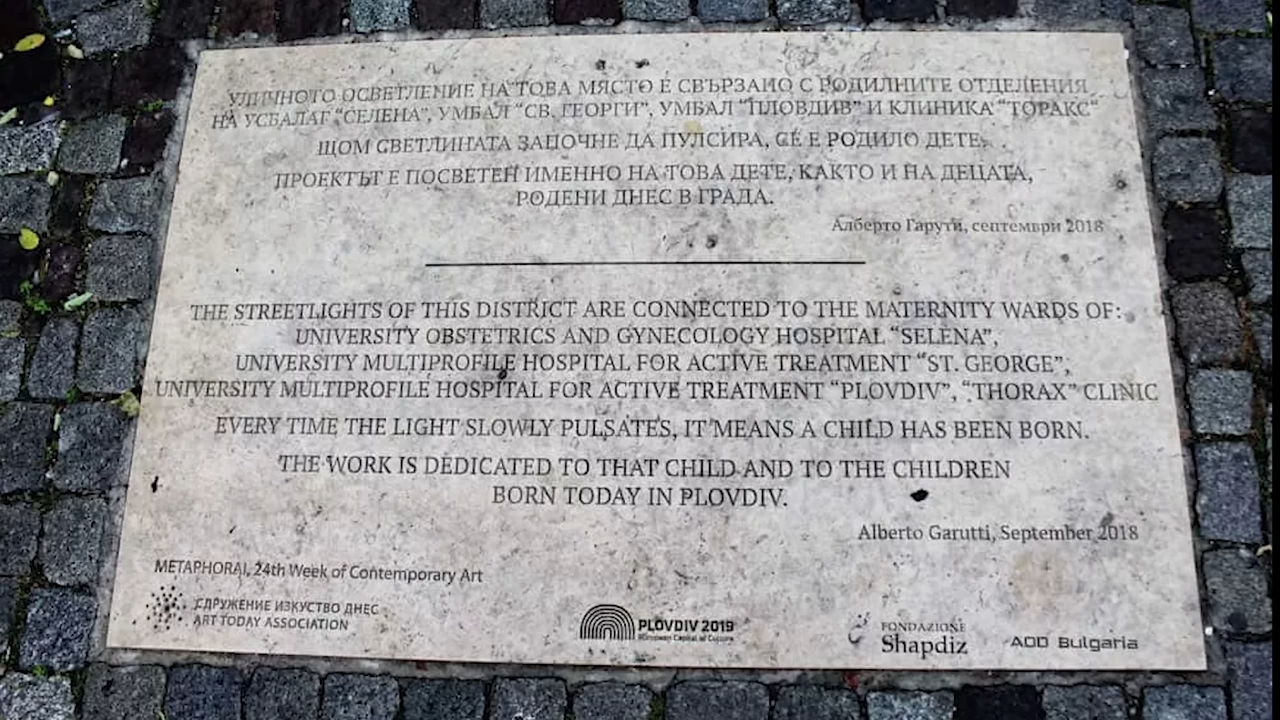 УЛИЧНОТО ОСВЕТЛЕНИЕ НА ТОВА МЯСТО Е СВЪРЗАНО С РОДИЛНИТЕ ОТДЕЛЕНИЯ
НА УСБАЛАГ "СЕЛЕНА", УМБАЛ "СВ. ГЕОРГИ", УМБАЛ "ПЛОВДИВ" И КЛИНИКА "ТОРАКС"
ЩОМ СВЕТЛИНАТА ЗАПОЧНЕ ДА ПУЛСИРА, СЕ Е РОДИЛО ДЕТЕ.
ПРОЕКТЪТ Е ПОСВЕТЕН ИМЕННО НА ТОВА ДЕТЕ, КАКТО И НА ДЕЦАТА,
РОДЕНИ ДНЕС В ГРАДА.
Алберто Гарути, септември 2018
THE STREETLIGHTS OF THIS DISTRICT ARE CONNECTED TO THE MATERNITY WARDS OF:
UNIVERSITY OBSTETRICS AND GYNECOLOGY HOSPITAL "SELENA",
UNIVERSITY MULTIPROFILE HOSPITAL FOR ACTIVE TREATMENT "ST. GEORGE",
UNIVERSITY MULTIPROFILE HOSPITAL FOR ACTIVE TREATMENT "PLOVDIV", "THORAX" CLINIC
EVERY TIME THE LIGHT SLOWLY PULSATES, IT MEANS A CHILD HAS BEEN BORN.
THE WORK IS DEDICATED TO THAT CHILD AND TO THE CHILDREN
BORN TODAY IN PLOVDIV.
Alberto Garutti, September 2018
METAPHORAI, 24th Week of Contemporary Art
СДРУЖЕНИЕ ИЗКУСТВО ДНЕС
ART TODAY ASSOCIATION
PLOVDIV 2019
European Capital of Culture
FONDAZIONE
Shapdiz
AOD Bulgaria